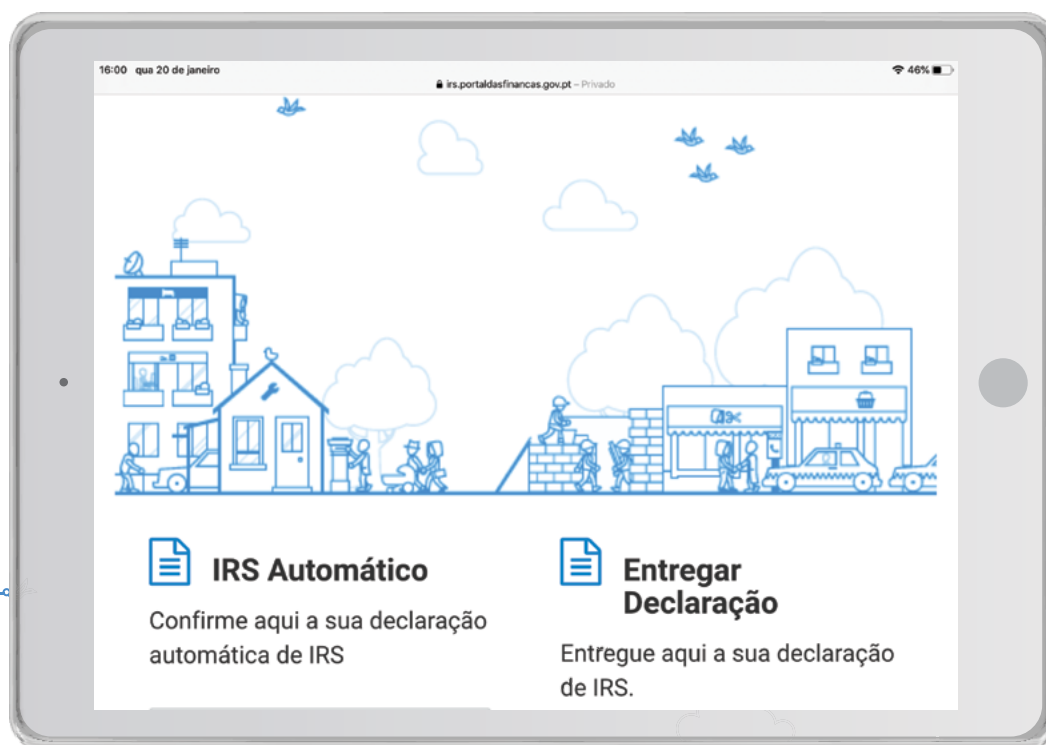 16:00 qua 20 de janeiro
irs.portaldasfinancas.gov.pt – Privado
46%
IRS Automático
Confirme aqui a sua declaração
automática de IRS
Entregar
Declaração
Entregue aqui a sua declaração
de IRS.